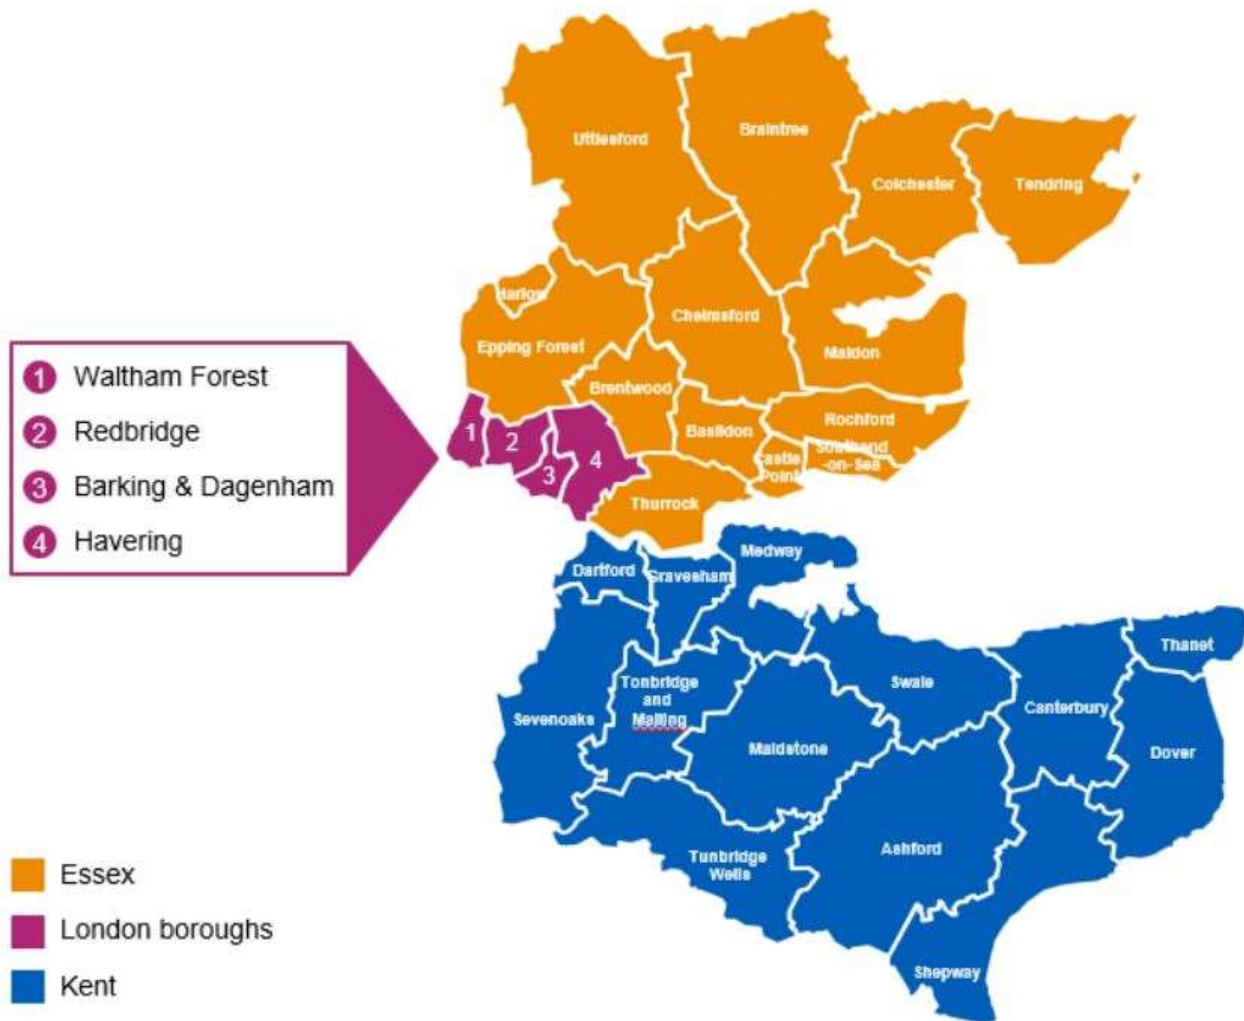 Uttlesford
Braintree
Colchester
Tendring
Harlow
Chelmsford
Epping Forest
Maldon
Brentwood
Rochford
Basildon
Southend
-on-Sea
Castle
Point
Thurrock
1
2
3
4
1 Waltham Forest
2 Redbridge
3 Barking & Dagenham
4 Havering
Medway
Dartford
Gravesham
Thanet
Swale
Tonbridge
and
Malling
Canterbury
Sevenoaks
Maidstone
Dover
Ashford
Tunbridge
Wells
Shepway
Essex
London boroughs
Kent